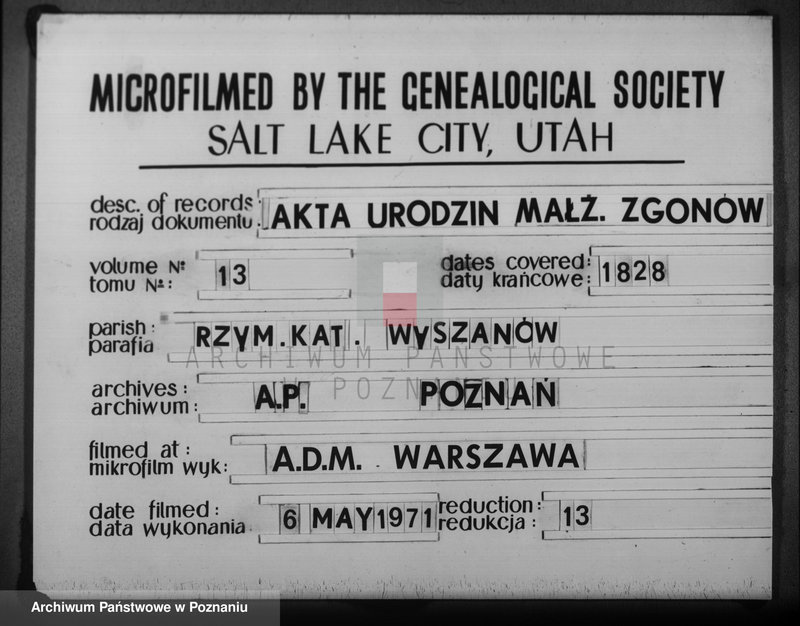 MICROFILMED BY THE GENEALOGICAL SOCIETY
SALT LAKE CITY, UTAH
desc. of records
rodzaj dokumentu: AKTA URODZIN MAŁŻ. ZGONÓW
volume №
tomu №: 13
dates covered:
daty krańcowe: 1828
parish:
parafia RZYM.KAT. WYSZANÓW
ARCHIWUM PAŃSTWOWE
W POZNANIU
archives:
archiwum: A.P. POZNAŃ
filmed at:
mikrofilm wyk: A.D.M. WARSZAWA
date filmed:
data wykonania 6 MAY 1971
reduction:
redukcja: 13
Archiwum Państwowe w Poznaniu